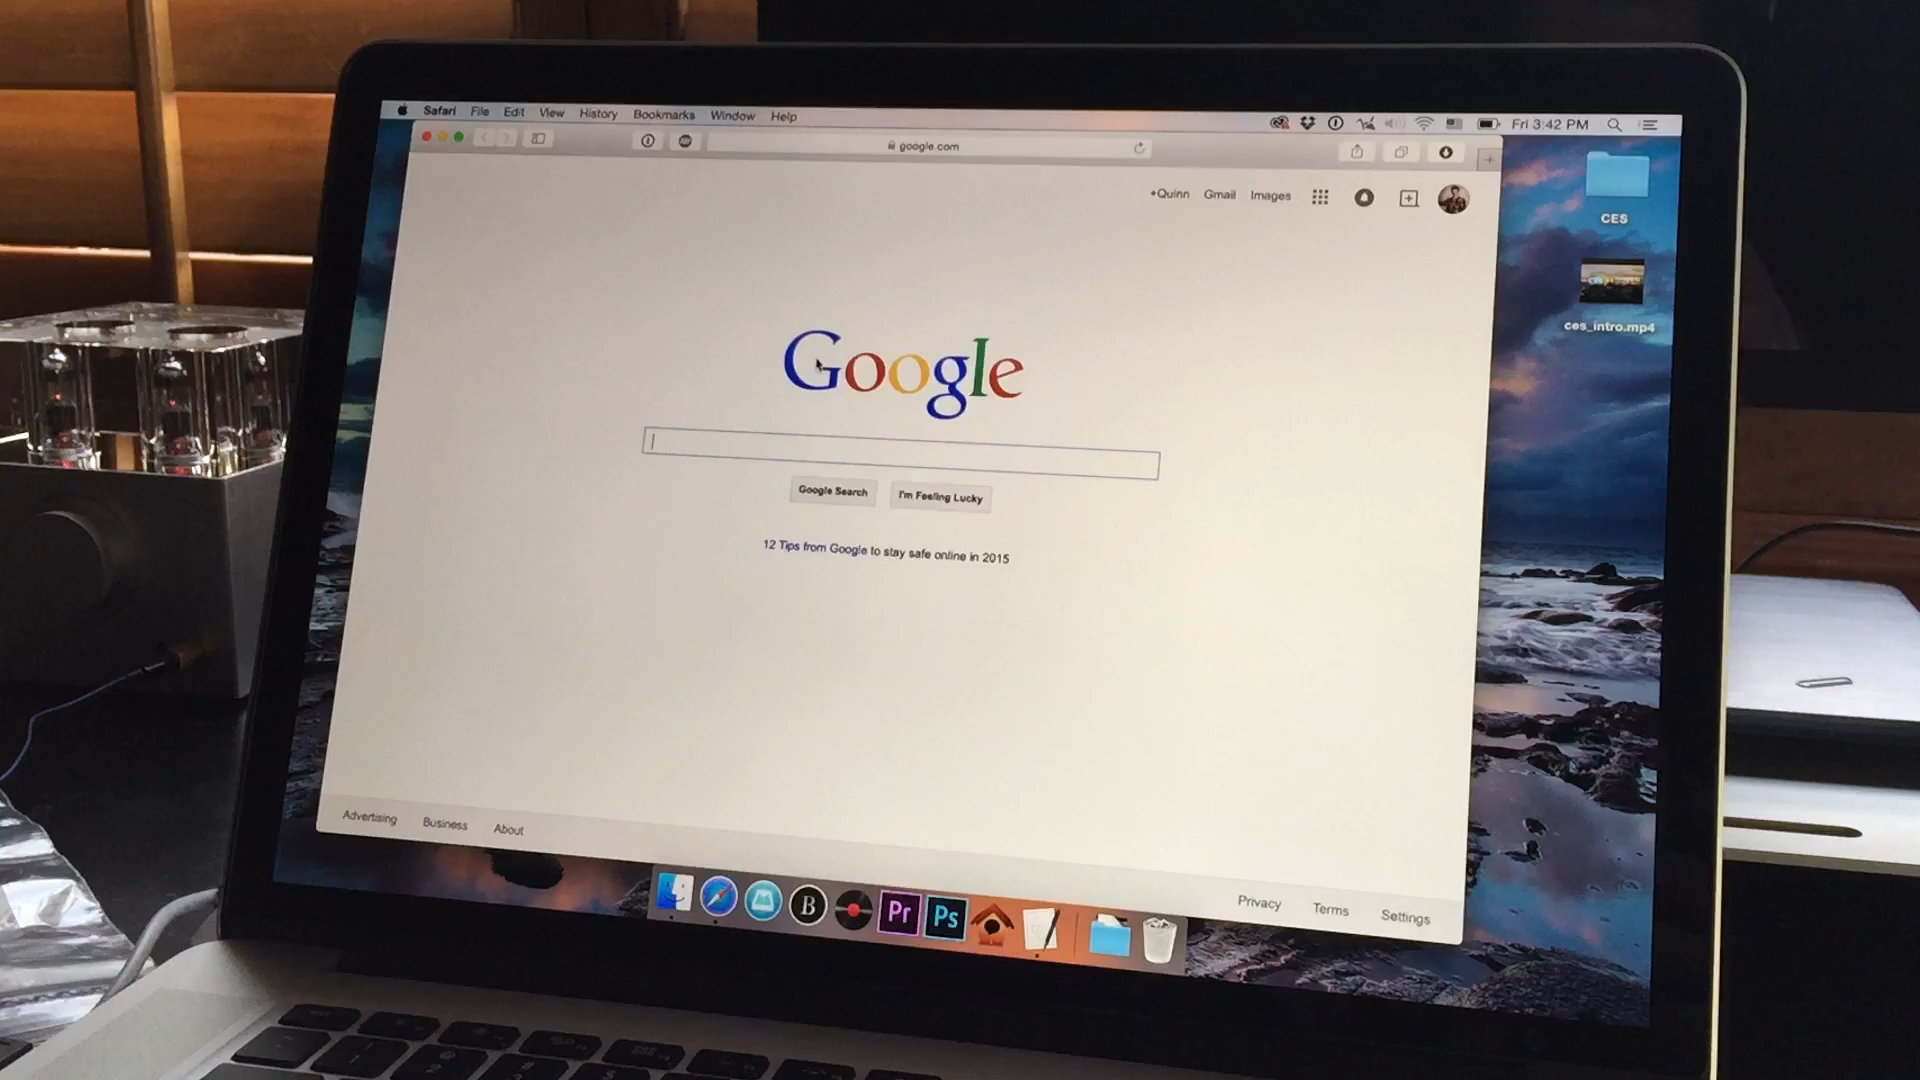 Safari File Edit View History Bookmarks Window Help Fri 3:42 PM
google.com
+Quinn Gmail Images
CES
ces_intro.mp4
Google
Google Search I'm Feeling Lucky
12 Tips from Google to stay safe online in 2015
Advertising Business About
Privacy Terms Settings
B Pr Ps